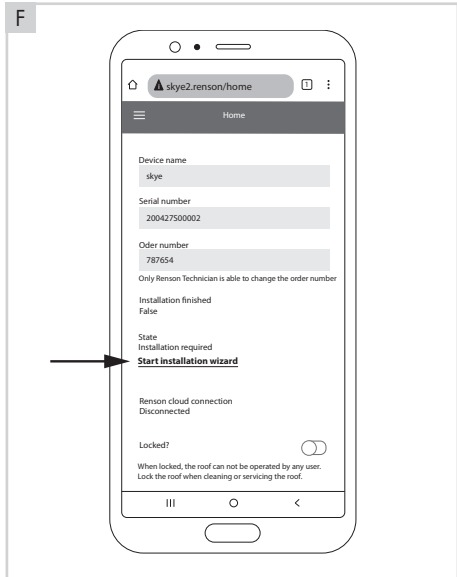 F
skye2.renson/home
1
Home
Device name
skye
Serial number
200427500002
Oder number
787654
Only Renson Technician is able to change the order number
Installation finished
False
State
Installation required
Start installation wizard
Renson cloud connection
Disconnected
Locked?
When locked, the roof can not be operated by any user.
Lock the roof when cleaning or servicing the roof.